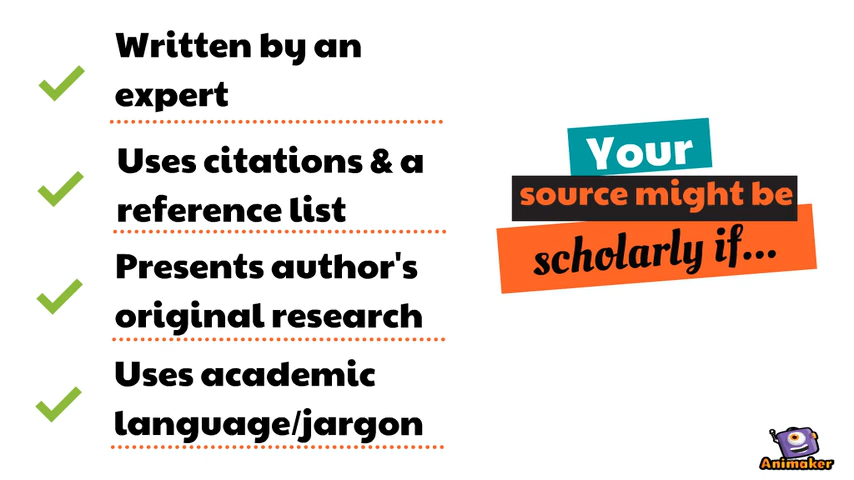 Written by an
expert
Uses citations & a
reference list
Presents author's
original research
Uses academic
language/jargon
Your
source might be
scholarly if...
Animaker